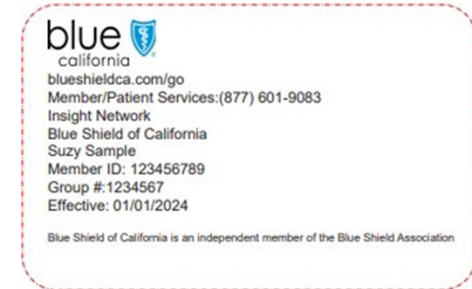 blue
california
blueshieldca.com/go
Member/Patient Services:(877) 601-9083
Insight Network
Blue Shield of California
Suzy Sample
Member ID: 123456789
Group #:1234567
Effective: 01/01/2024
Blue Shield of California is an independent member of the Blue Shield Association